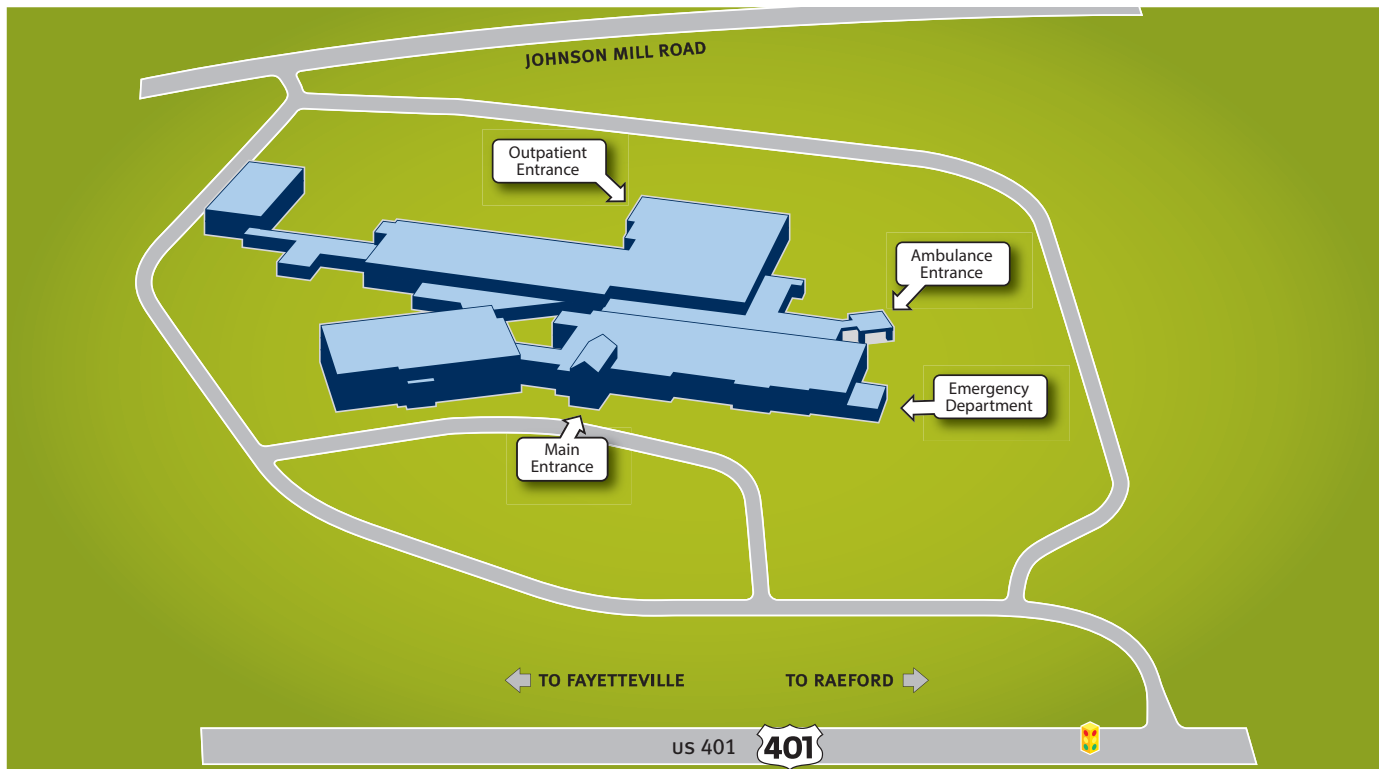 JOHNSON MILL ROAD
Outpatient
Entrance
Ambulance
Entrance
Emergency
Department
Main
Entrance
TO FAYETTEVILLE
TO RAEFORD
US 401
401